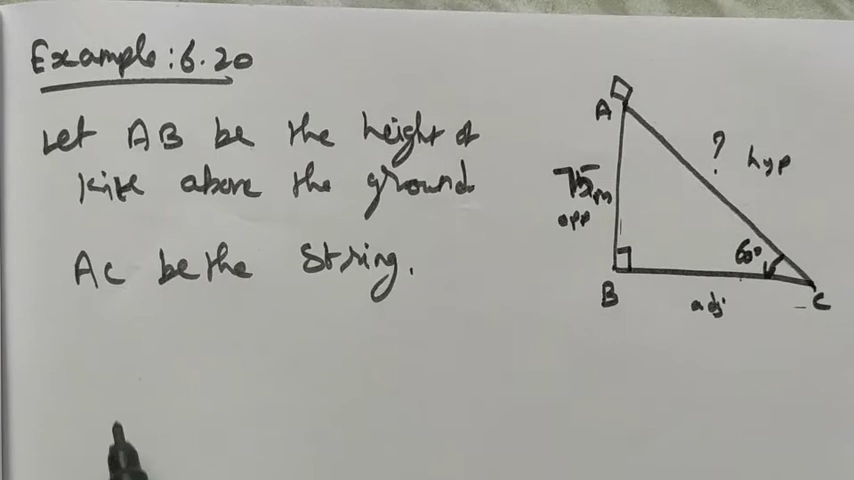 Example: 6.20
Let AB be the height of
kite above the ground
AC be the String.
A
75m
opp
?
hyp
60°
B
adj
C